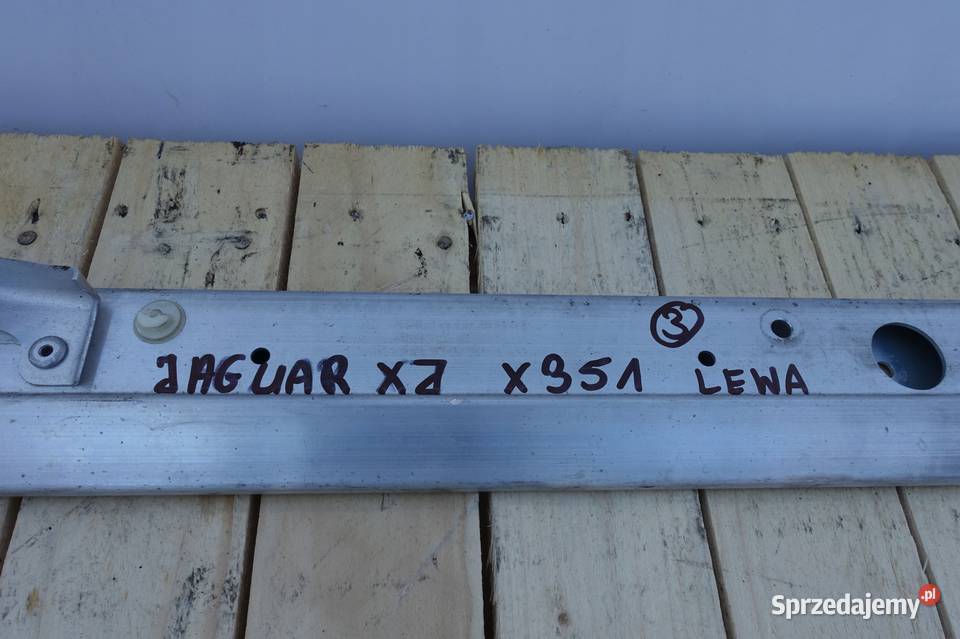 3
JAGUAR XJ X351 LEWA
Sprzedajemy.pl